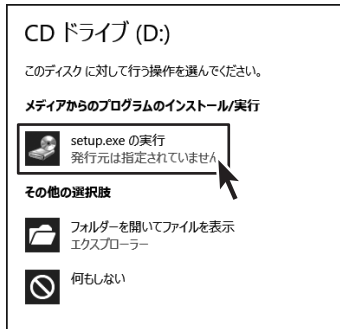 CD ドライブ (D:)
このディスクに対して行う操作を選んでください。
メディアからのプログラムのインストール/実行
setup.exe の実行
発行元は指定されていません
その他の選択肢
フォルダーを開いてファイルを表示
エクスプローラー
何もしない